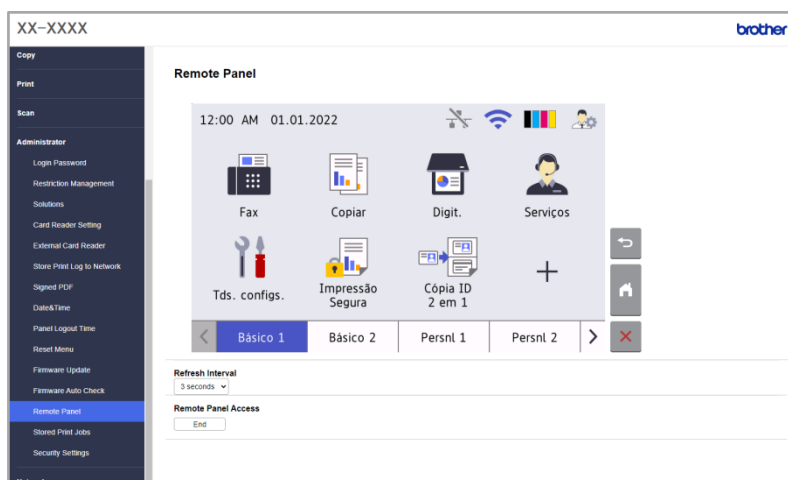 XX-XXXX
brother
Copy
Print
Scan
Administrator
Login Password
Restriction Management
Solutions
Card Reader Setting
External Card Reader
Store Print Log to Network
Signed PDF
Date&Time
Panel Logout Time
Reset Menu
Firmware Update
Firmware Auto Check
Remote Panel
Stored Print Jobs
Security Settings
Remote Panel
12:00 AM 01.01.2022
Fax
Copiar
Digit.
Serviços
Tds. configs.
Impressão
Segura
Cópia ID
2 em 1
Básico 1
Básico 2
Persnl 1
Persnl 2
Refresh Interval
3 seconds
Remote Panel Access
End